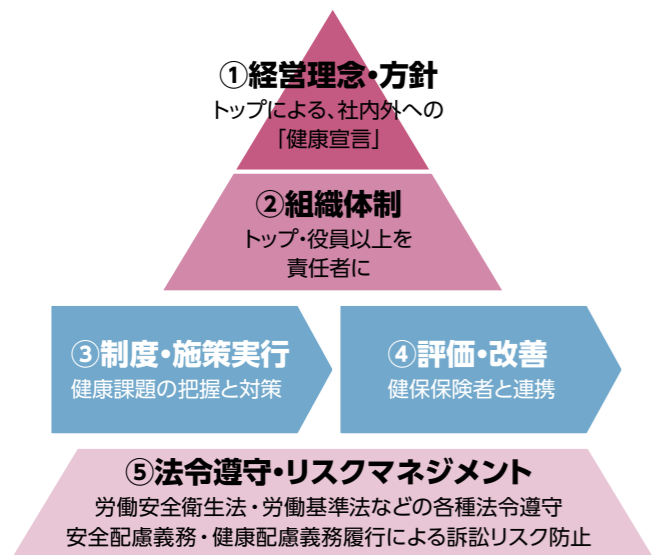 ①経営理念・方針
トップによる、社内外への
「健康宣言」
②組織体制
トップ・役員以上を
責任者に
③制度・施策実行
健康課題の把握と対策
④評価・改善
健保保険者と連携
⑤法令遵守・リスクマネジメント
労働安全衛生法・労働基準法などの各種法令遵守
安全配慮義務・健康配慮義務履行による訴訟リスク防止